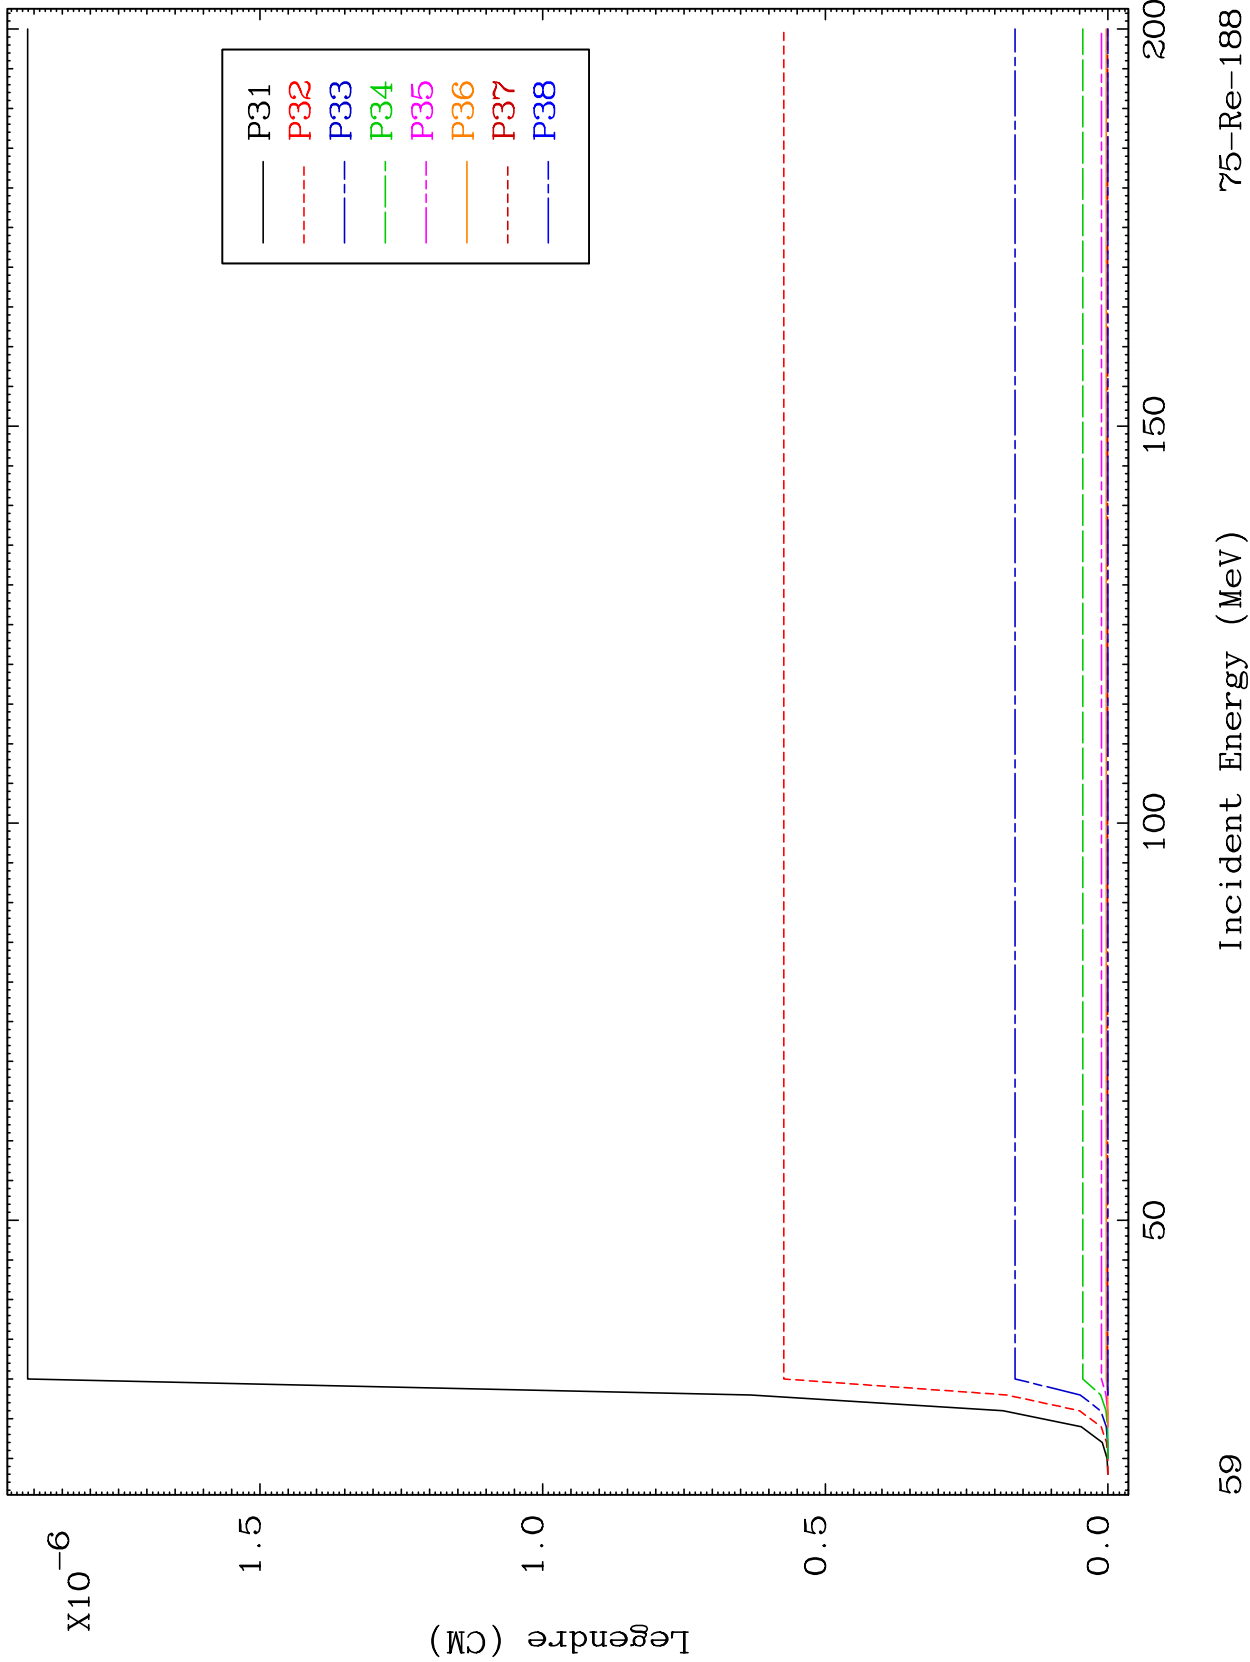 X10-6
1.5
1.0
0.5
0.0
Legendre (CM)
P31
P32
P33
P34
P35
P36
P37
P38
50
100
150
200
Incident Energy (MeV)
59
75-Re-188